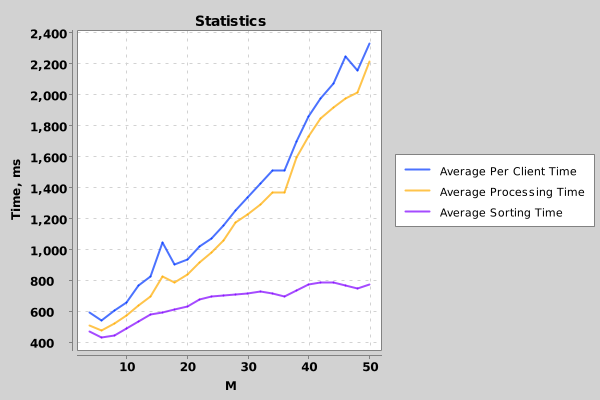 Statistics
2,400
2,200
2,000
1,800
1,600
1,400
1,200
1,000
800
600
400
Time, ms
10 20 30 40 50
M
Average Per Client Time
Average Processing Time
Average Sorting Time